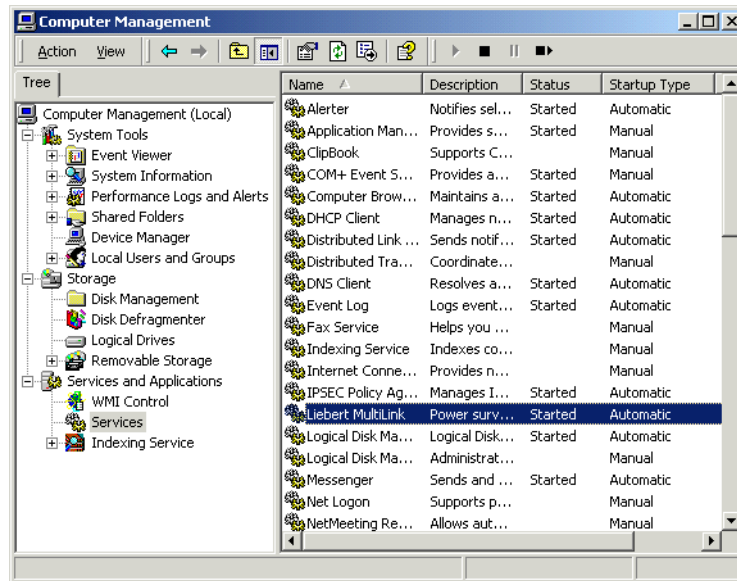 Computer Management
Action View
Tree
Name Description Status Startup Type
Computer Management (Local)
System Tools
Event Viewer
System Information
Performance Logs and Alerts
Shared Folders
Device Manager
Local Users and Groups
Storage
Disk Management
Disk Defragmenter
Logical Drives
Removable Storage
Services and Applications
WMI Control
Services
Indexing Service
Alerter Notifies sel... Started Automatic
Application Man... Provides s... Started Manual
ClipBook Supports C... Manual
COM+ Event S... Provides a... Started Manual
Computer Brow... Maintains a... Started Automatic
DHCP Client Manages n... Started Automatic
Distributed Link ... Sends notif... Started Automatic
Distributed Tra... Coordinate... Manual
DNS Client Resolves a... Started Automatic
Event Log Logs event... Started Automatic
Fax Service Helps you ... Manual
Indexing Service Indexes co... Manual
Internet Conne... Provides n... Manual
IPSEC Policy Ag... Manages I... Started Automatic
Liebert MultiLink Power surv... Started Automatic
Logical Disk Ma... Logical Disk... Started Automatic
Logical Disk Ma... Administrat... Manual
Messenger Sends and ... Started Automatic
Net Logon Supports p... Manual
NetMeeting Re... Allows aut... Manual